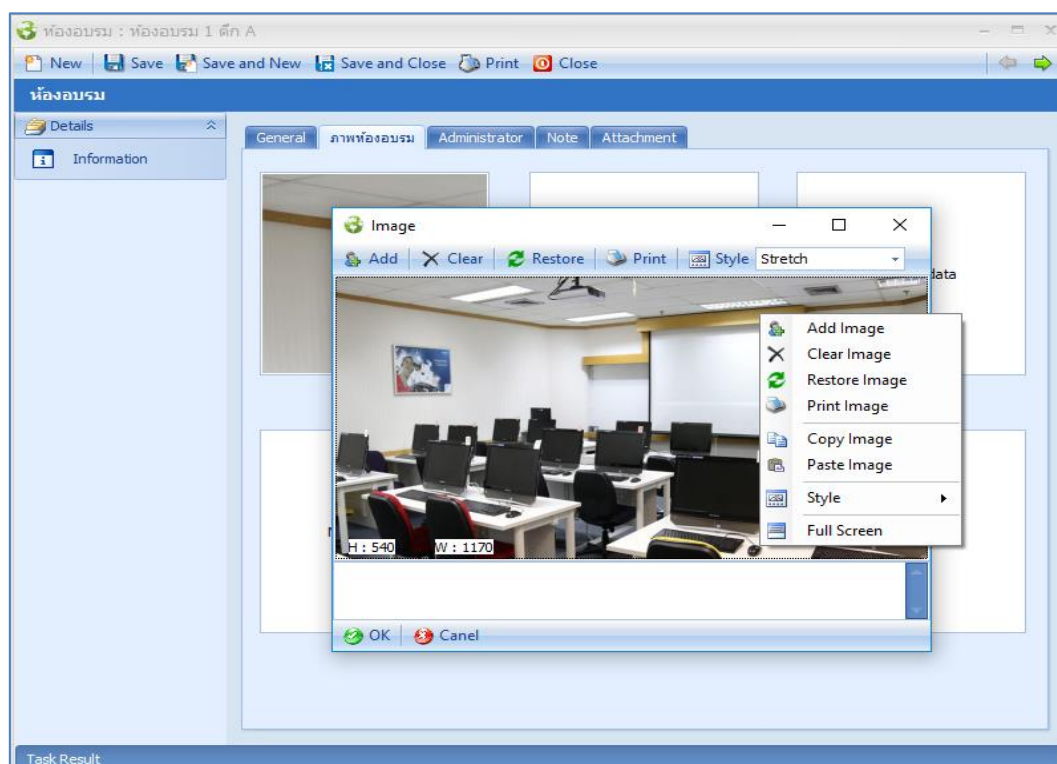 ห้องอบรม : ห้องอบรม 1 ตึก A
New Save Save and New Save and Close Print Close
ห้องอบรม
Details
Information
General ภาพห้องอบรม Administrator Note Attachment
Image
Add Clear Restore Print Style Stretch
data
Add Image
Clear Image
Restore Image
Print Image
Copy Image
Paste Image
Style
Full Screen
H : 540 W : 1170
OK Canel
Task Result